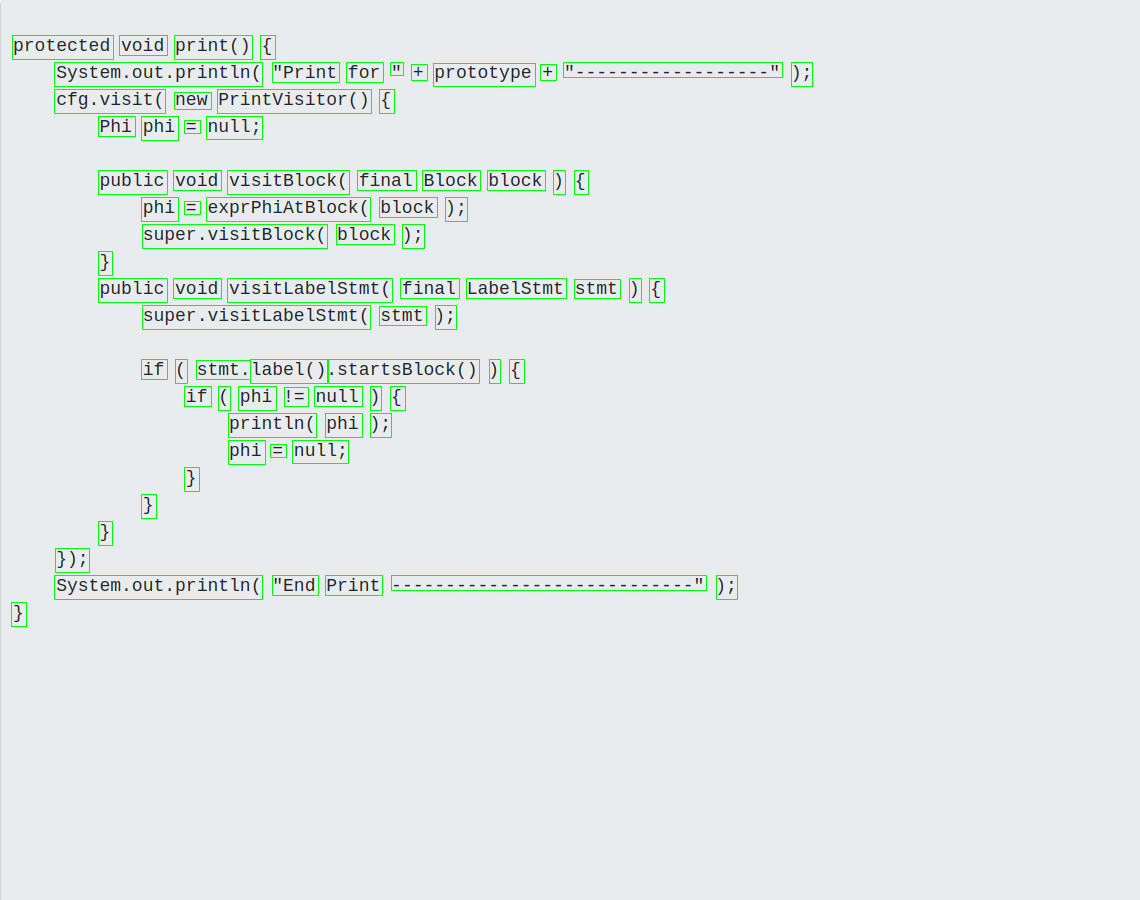 protected void print() {
    System.out.println( "Print for " + prototype + "------------------" );
    cfg.visit( new PrintVisitor() {
        Phi phi = null;

        public void visitBlock( final Block block ) {
            phi = exprPhiAtBlock( block );
            super.visitBlock( block );
        }
        public void visitLabelStmt( final LabelStmt stmt ) {
            super.visitLabelStmt( stmt );

            if ( stmt.label().startsBlock() ) {
                if ( phi != null ) {
                    println( phi );
                    phi = null;
                }
            }
        }
    });
    System.out.println( "End Print ----------------------------" );
}